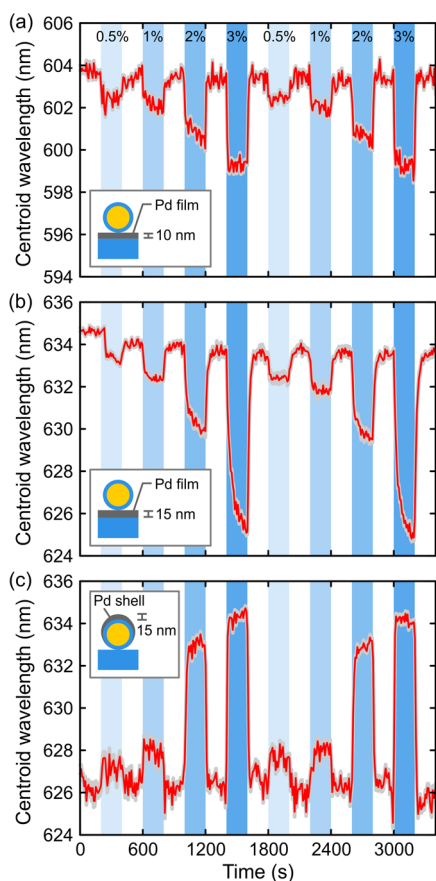 (a)
606
604
602
600
598
596
594
Centroid wavelength (nm)
0.5% 1% 2% 3% 0.5% 1% 2% 3%
Pd film
10 nm
(b)
636
634
632
630
628
626
624
Centroid wavelength (nm)
Pd film
15 nm
(c)
636
634
632
630
628
626
624
Centroid wavelength (nm)
Pd shell
15 nm
0 600 1200 1800 2400 3000
Time (s)